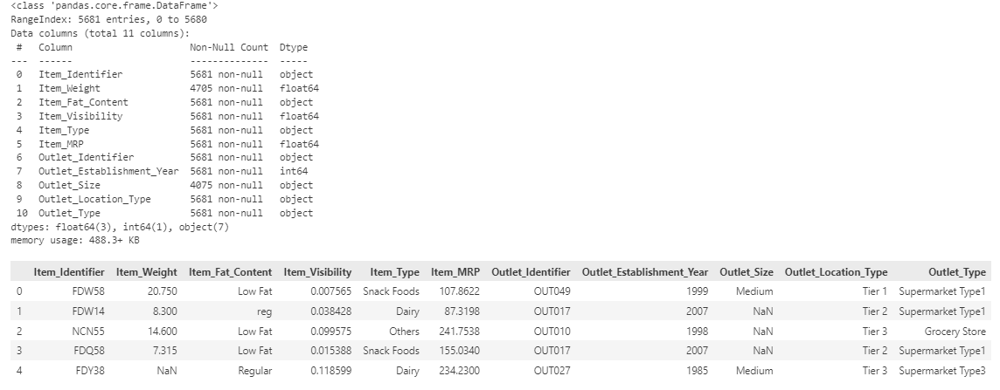 <class 'pandas.core.frame.DataFrame'>
RangeIndex: 5681 entries, 0 to 5680
Data columns (total 11 columns):
 #   Column                     Non-Null Count  Dtype
---  ------                     --------------  -----
 0   Item_Identifier            5681 non-null   object
 1   Item_Weight                4705 non-null   float64
 2   Item_Fat_Content           5681 non-null   object
 3   Item_Visibility            5681 non-null   float64
 4   Item_Type                  5681 non-null   object
 5   Item_MRP                   5681 non-null   float64
 6   Outlet_Identifier          5681 non-null   object
 7   Outlet_Establishment_Year  5681 non-null   int64
 8   Outlet_Size                4075 non-null   object
 9   Outlet_Location_Type       5681 non-null   object
 10  Outlet_Type                5681 non-null   object
dtypes: float64(3), int64(1), object(7)
memory usage: 488.3+ KB
Item_Identifier Item_Weight Item_Fat_Content Item_Visibility Item_Type Item_MRP Outlet_Identifier Outlet_Establishment_Year Outlet_Size Outlet_Location_Type Outlet_Type
0 FDW58 20.750 Low Fat 0.007565 Snack Foods 107.8622 OUT049 1999 Medium Tier 1 Supermarket Type1
1 FDW14 8.300 reg 0.038428 Dairy 87.3198 OUT017 2007 NaN Tier 2 Supermarket Type1
2 NCN55 14.600 Low Fat 0.099575 Others 241.7538 OUT010 1998 NaN Tier 3 Grocery Store
3 FDQ58 7.315 Low Fat 0.015388 Snack Foods 155.0340 OUT017 2007 NaN Tier 2 Supermarket Type1
4 FDY38 NaN Regular 0.118599 Dairy 234.2300 OUT027 1985 Medium Tier 3 Supermarket Type3